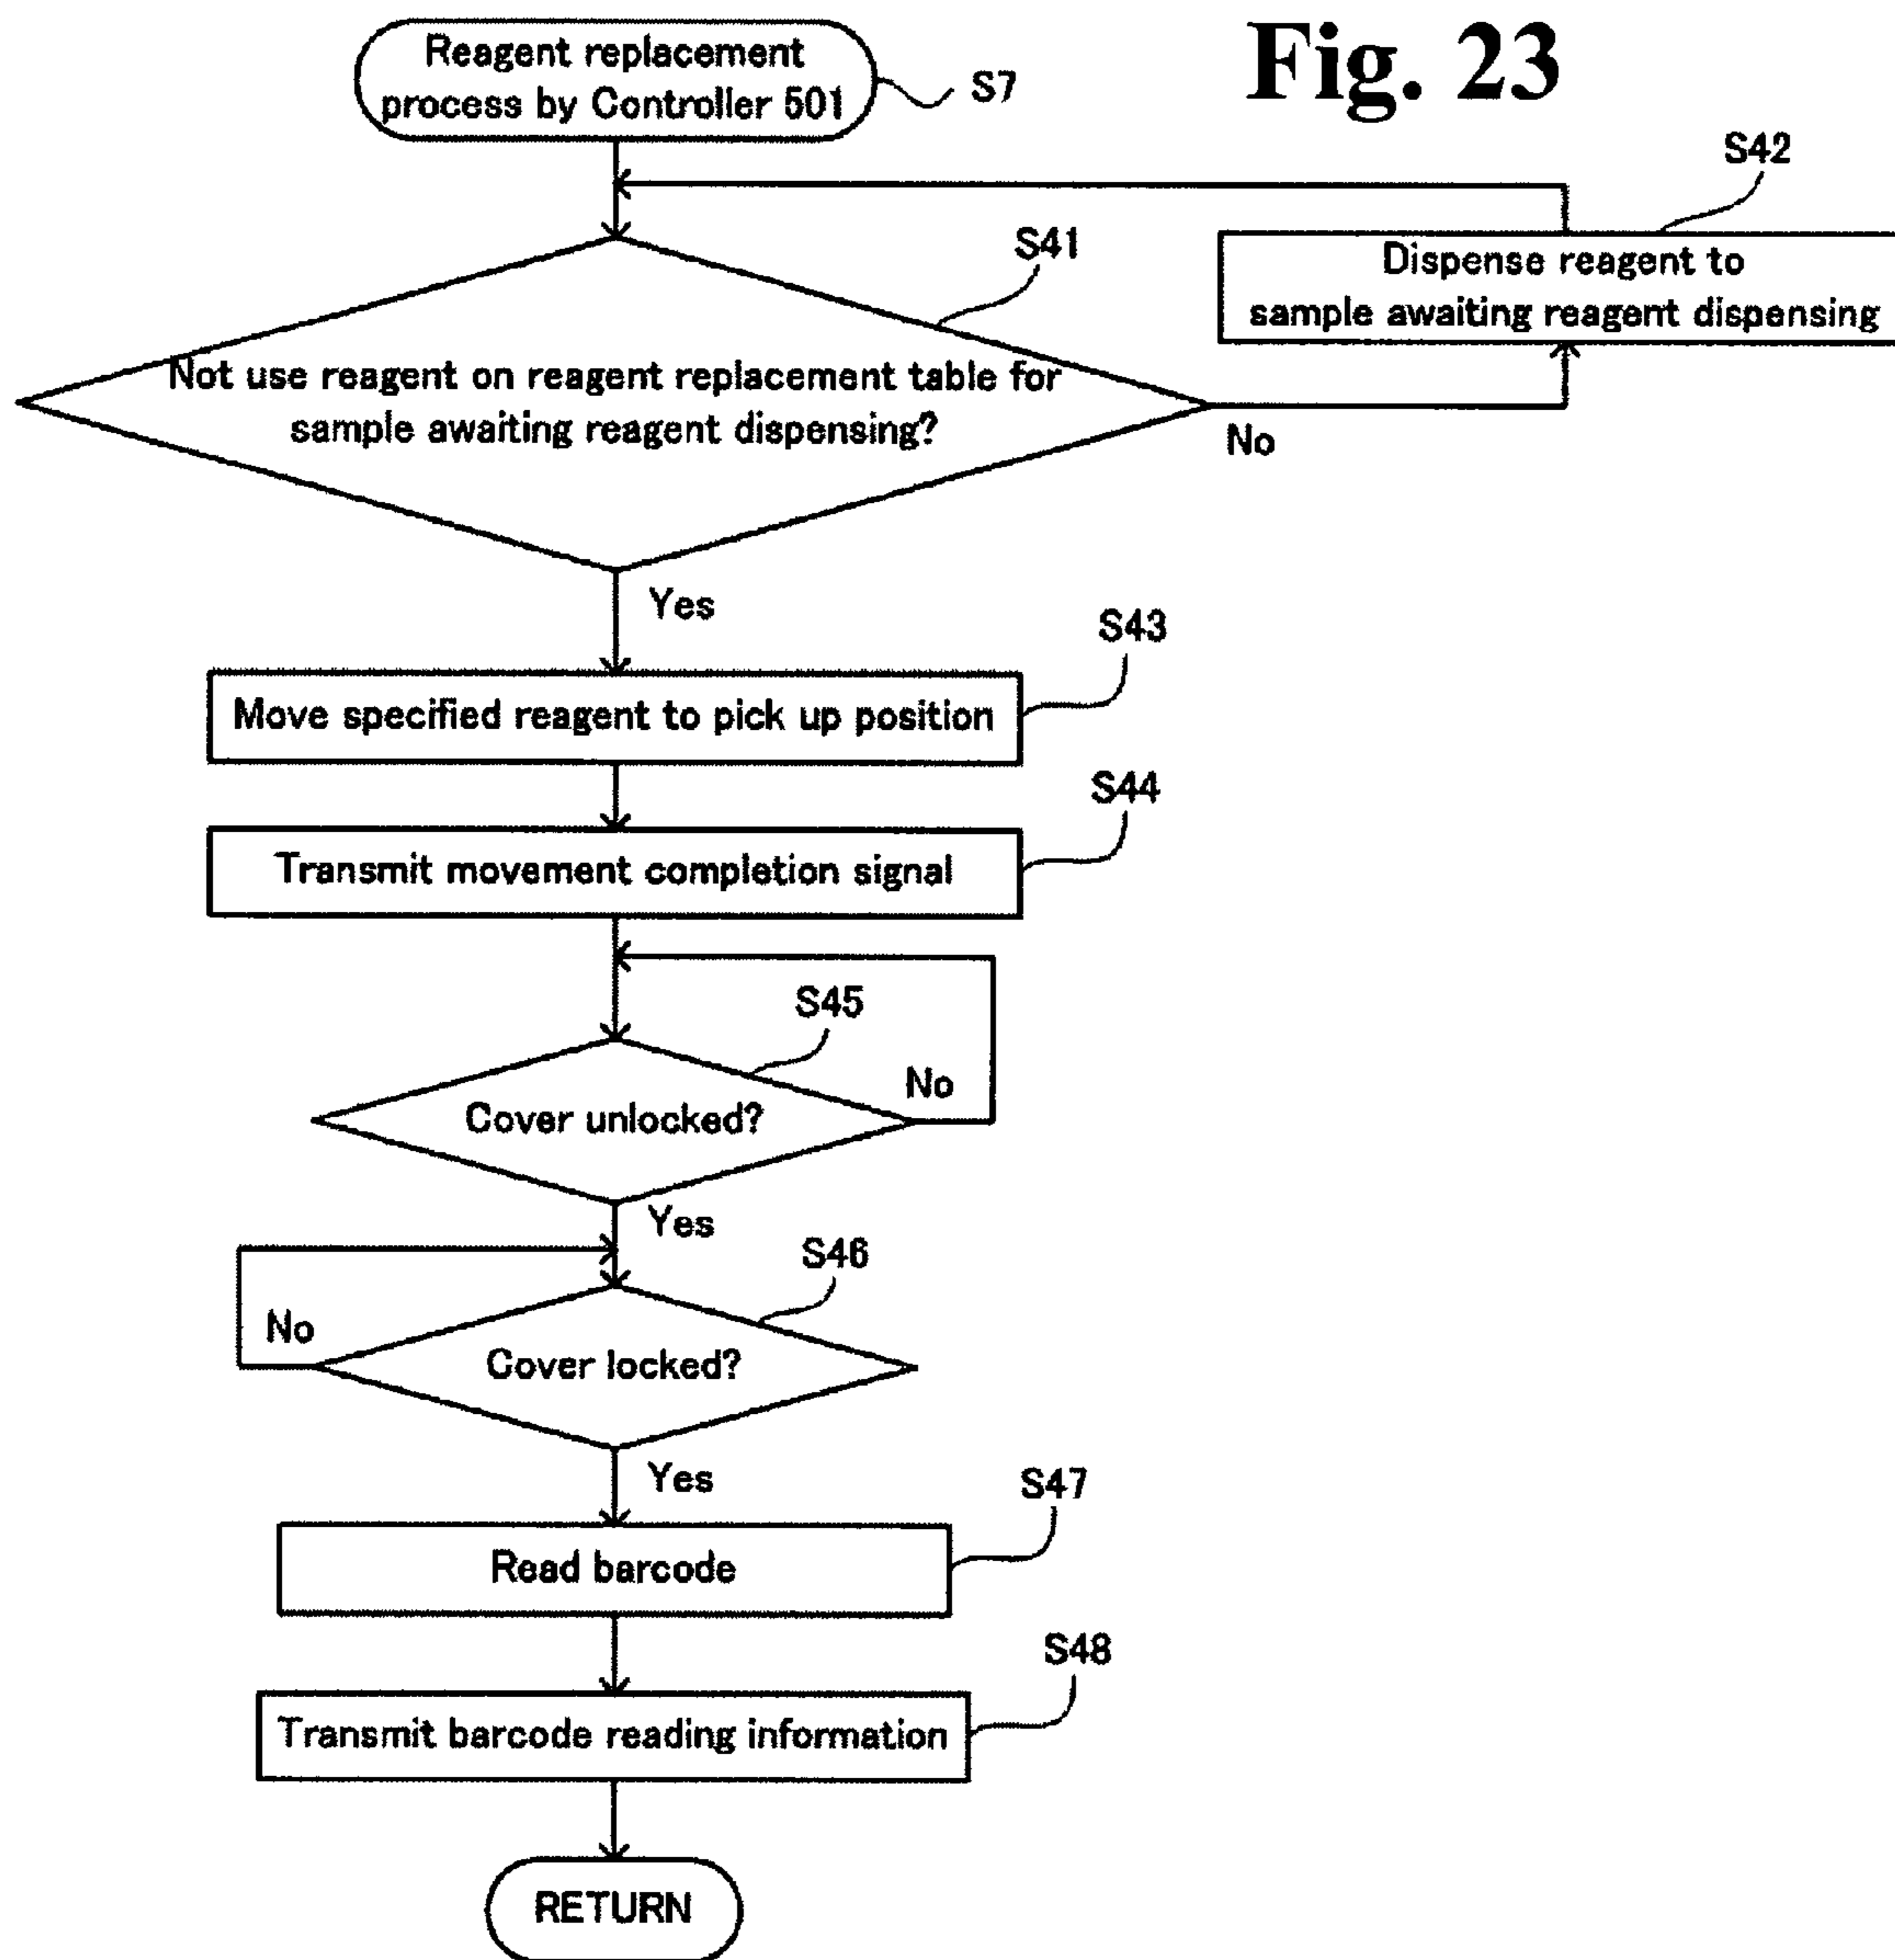 Fig. 23
Reagent replacement
process by Controller 501
S7
S42
Dispense reagent to
sample awaiting reagent dispensing
S41
Not use reagent on reagent replacement table for
sample awaiting reagent dispensing?
No
Yes
S43
Move specified reagent to pick up position
S44
Transmit movement completion signal
S45
No
Cover unlocked?
Yes
S46
No
Cover locked?
Yes
S47
Read barcode
S48
Transmit barcode reading information
RETURN